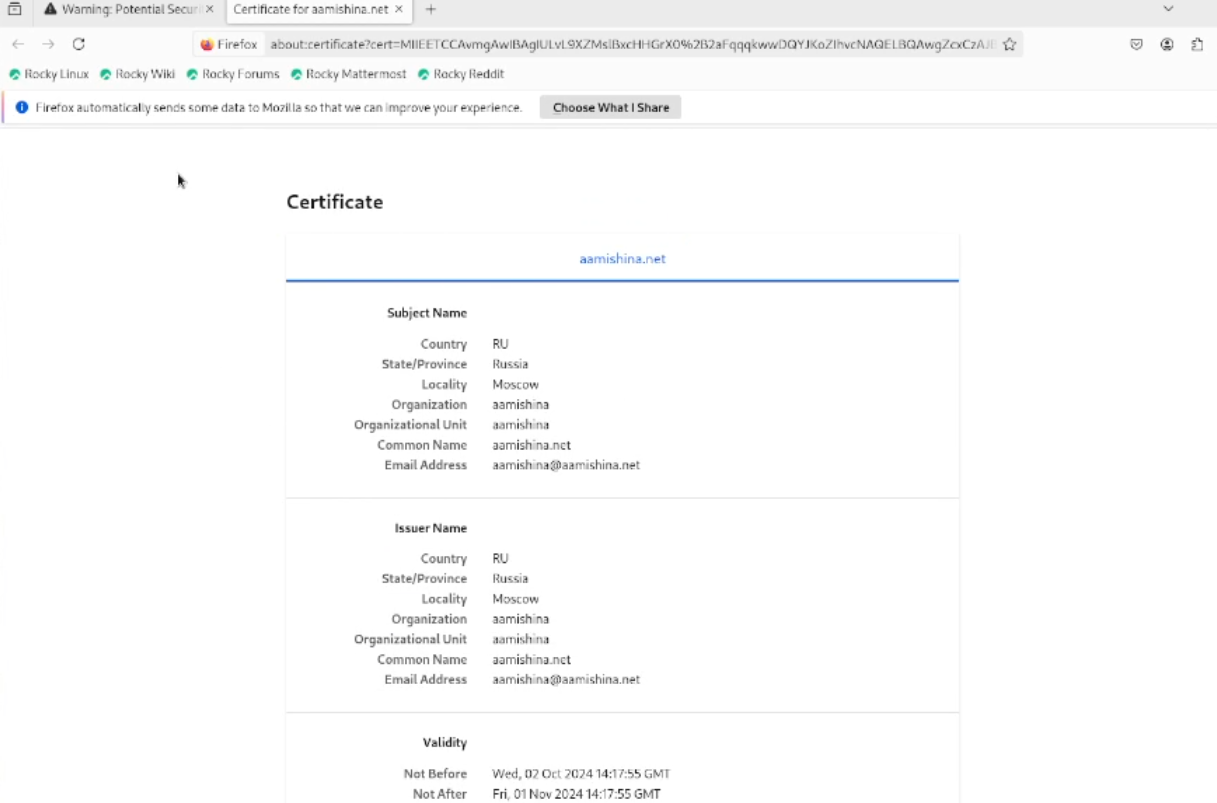 Warning: Potential Securi × Certificate for aamishina.net × +
Firefox about:certificate?cert=
Rocky Linux Rocky Wiki Rocky Forums Rocky Mattermost Rocky Reddit
Firefox automatically sends some data to Mozilla so that we can improve your experience. Choose What I Share
Certificate
aamishina.net
Subject Name
Country RU
State/Province Russia
Locality Moscow
Organization aamishina
Organizational Unit aamishina
Common Name aamishina.net
Email Address aamishina@aamishina.net
Issuer Name
Country RU
State/Province Russia
Locality Moscow
Organization aamishina
Organizational Unit aamishina
Common Name aamishina.net
Email Address aamishina@aamishina.net
Validity
Not Before Wed, 02 Oct 2024 14:17:55 GMT
Not After Fri, 01 Nov 2024 14:17:55 GMT